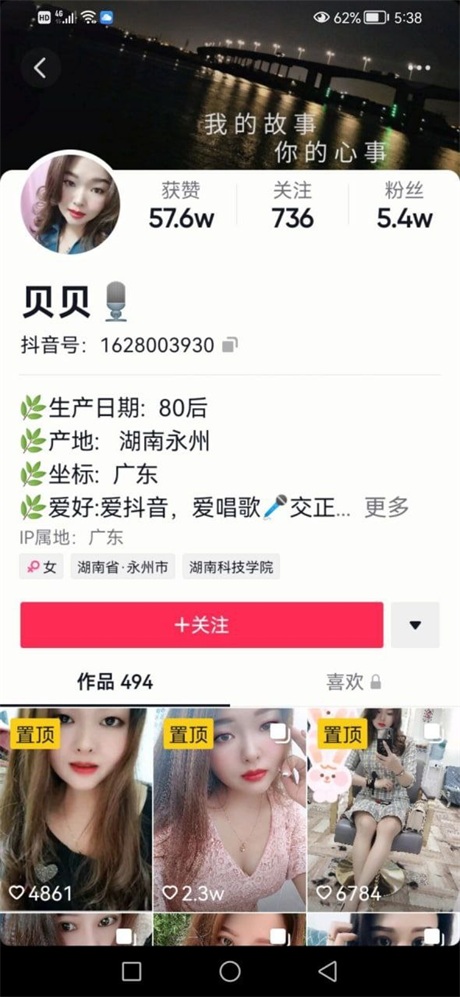 HD 4G 62% 5:38
我的故事
你的心事
获赞 关注 粉丝
57.6w 736 5.4w
贝贝
抖音号：1628003930
生产日期：80后
产地： 湖南永州
坐标：广东
爱好:爱抖音，爱唱歌🎤交正... 更多
IP属地：广东
女 湖南省·永州市 湖南科技学院
+关注
作品 494 喜欢
置顶 置顶 置顶
4861 2.3w 6784